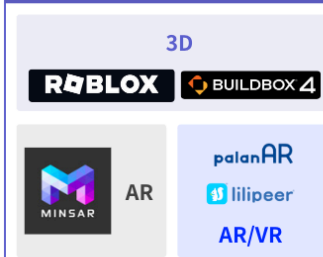 3D
ROBLOX
BUILDBOX 4
MINSAR
AR
palanAR
lilipeer
AR/VR